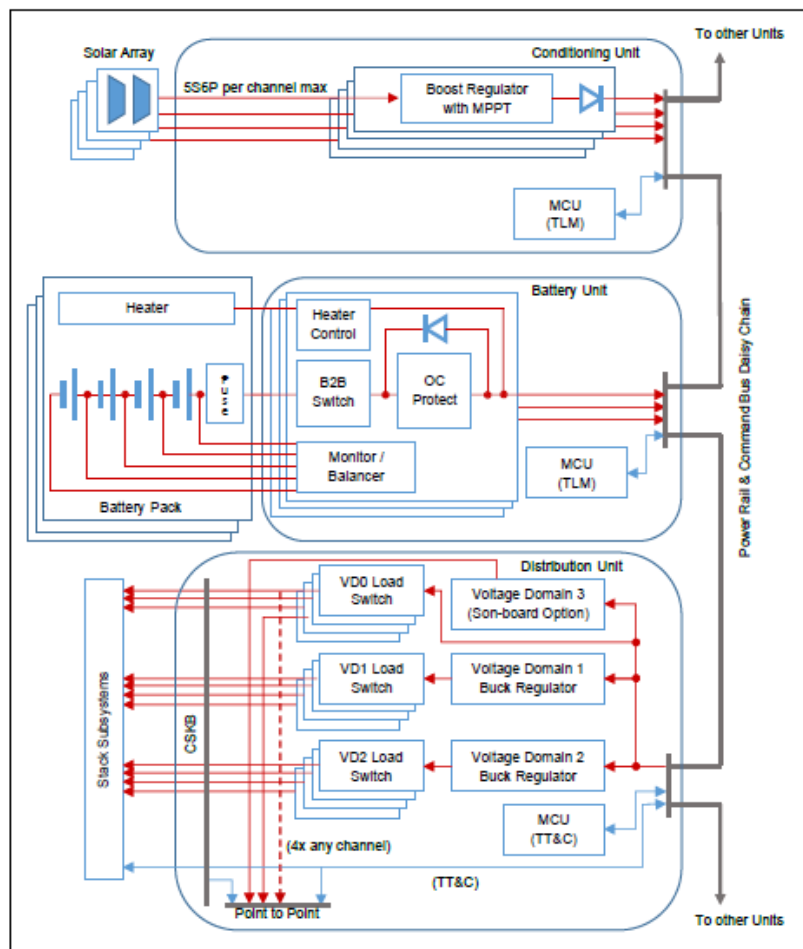 To other Units
Solar Array
Conditioning Unit
5S6P per channel max
Boost Regulator
with MPPT
MCU
(TLM)
Power Rail & Command Bus Daisy Chain
Battery Unit
Heater
Heater
Control
B2B
Switch
OC
Protect
Monitor /
Balancer
Battery Pack
MCU
(TLM)
Distribution Unit
VD0 Load
Switch
Voltage Domain 3
(Son-board Option)
VD1 Load
Switch
Voltage Domain 1
Buck Regulator
Stack Subsystems
CSKB
VD2 Load
Switch
Voltage Domain 2
Buck Regulator
MCU
(TT&C)
(4x any channel)
(TT&C)
Point to Point
To other Units